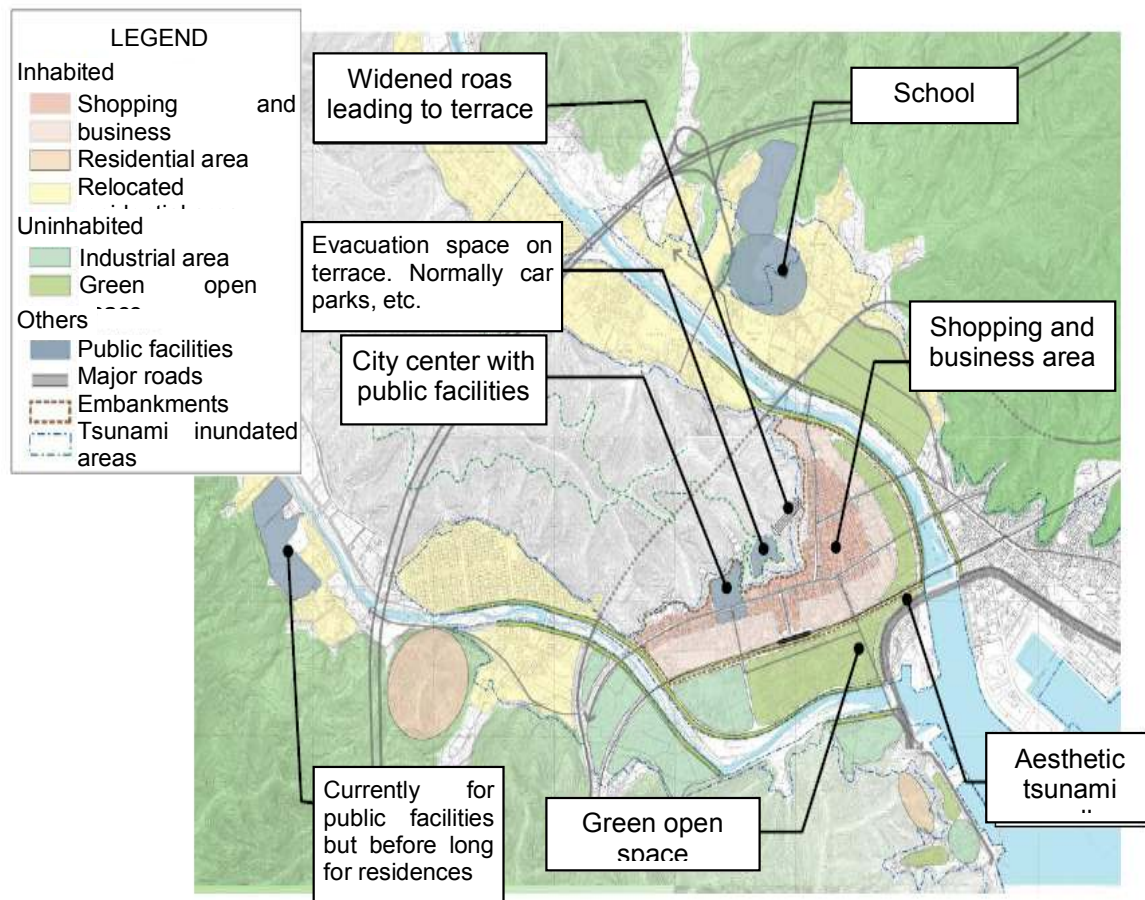 LEGEND
Inhabited
Shopping and
business
Residential area
Relocated
Uninhabited
Industrial area
Green open
Others
Public facilities
Major roads
Embankments
Tsunami inundated
areas
Widened roas
leading to terrace
School
Evacuation space on
terrace. Normally car
parks, etc.
City center with
public facilities
Shopping and
business area
Currently for
public facilities
but before long
for residences
Green open
space
Aesthetic
tsunami